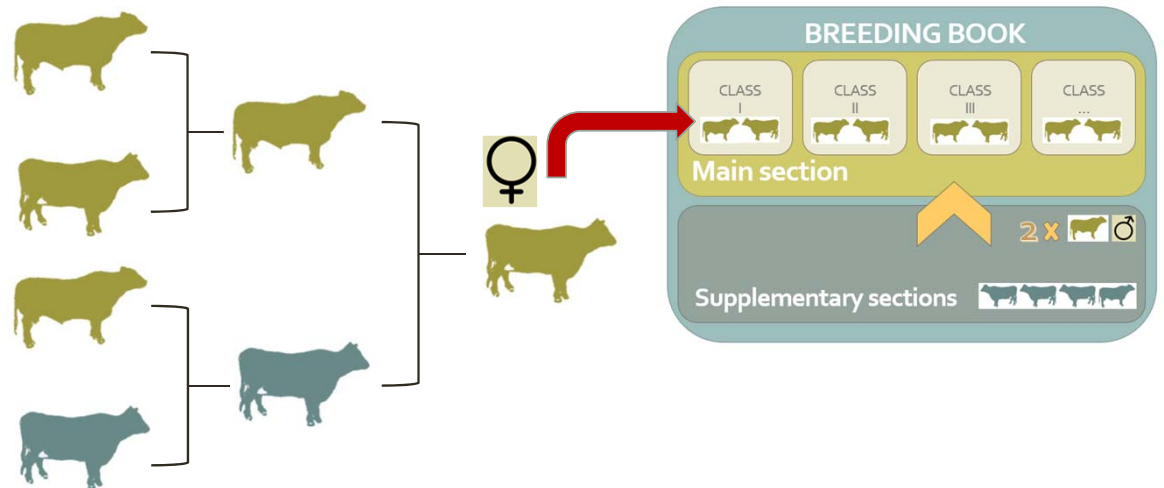 BREEDING BOOK
CLASS
I
CLASS
II
CLASS
III
CLASS
...
Main section
2 x
Supplementary sections